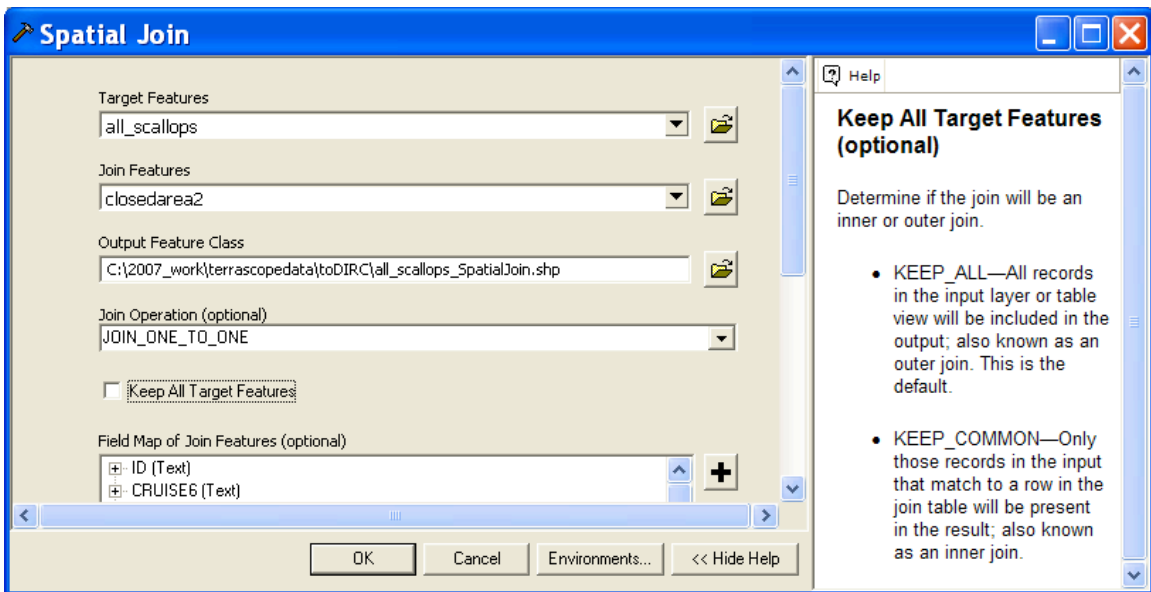 Spatial Join
Target Features
all_scallops
Join Features
closedarea2
Output Feature Class
C:\2007_work\terrascopedata\toDIRC\all_scallops_SpatialJoin.shp
Join Operation (optional)
JOIN_ONE_TO_ONE
Keep All Target Features
Field Map of Join Features (optional)
ID (Text)
CRUISE6 (Text)
OK
Cancel
Environments...
<< Hide Help
Help
Keep All Target Features
(optional)
Determine if the join will be an
inner or outer join.
• KEEP_ALL—All records
in the input layer or table
view will be included in the
output; also known as an
outer join. This is the
default.
• KEEP_COMMON—Only
those records in the input
that match to a row in the
join table will be present
in the result; also known
as an inner join.